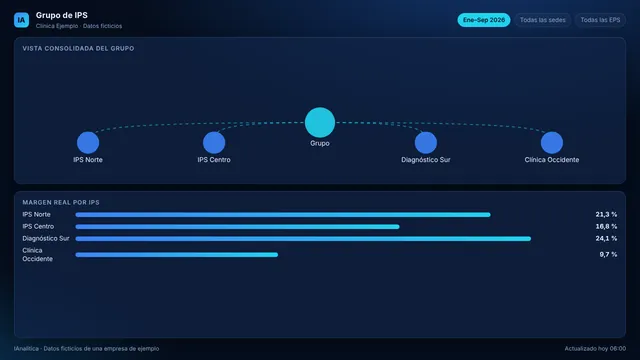 IA
Grupo de IPS
Clínica Ejemplo · Datos ficticios
Ene-Sep 2026
Todas las sedes
Todas las EPS
VISTA CONSOLIDADA DEL GRUPO
Grupo
IPS Norte
IPS Centro
Diagnóstico Sur
Clínica Occidente
MARGEN REAL POR IPS
IPS Norte 21,3 %
IPS Centro 16,8 %
Diagnóstico Sur 24,1 %
Clínica
Occidente 9,7 %
IAnalítica · Datos ficticios de una empresa de ejemplo
Actualizado hoy 06:00